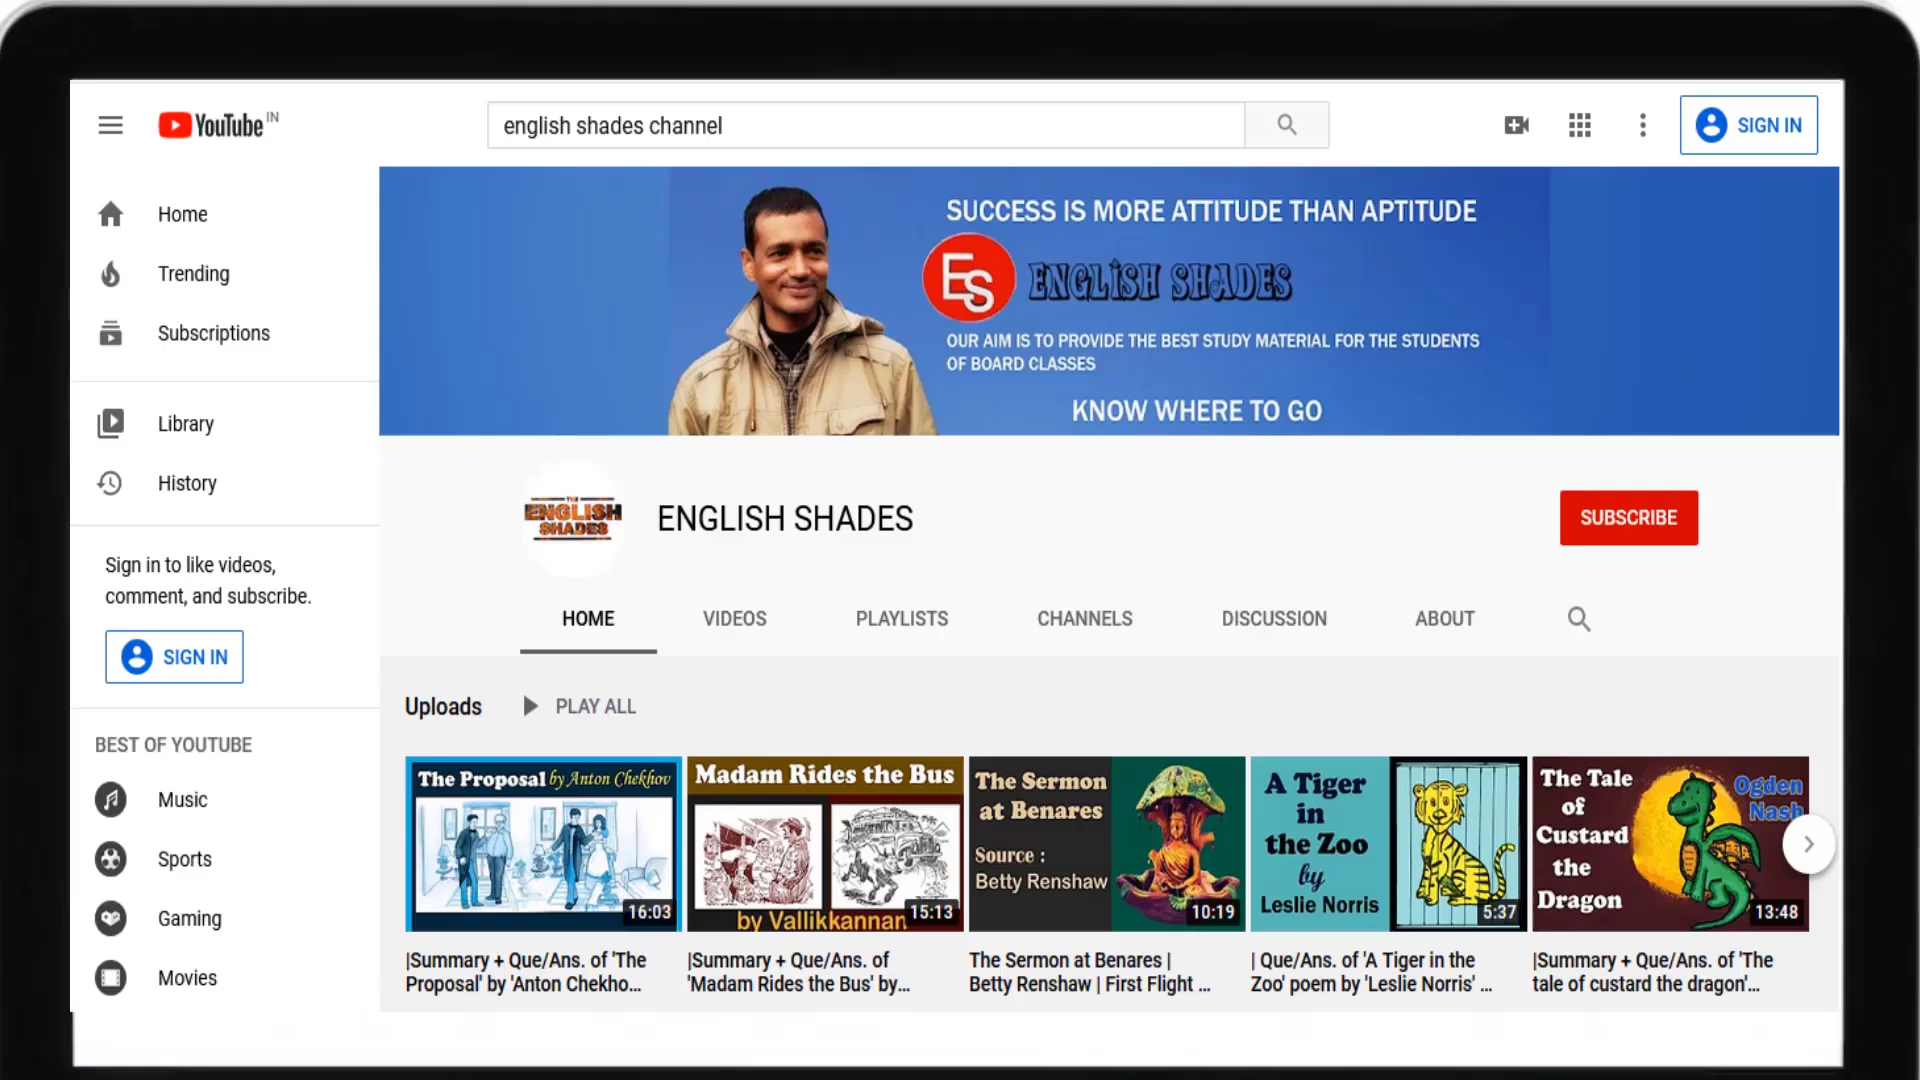 YouTube IN
english shades channel
SIGN IN
Home
Trending
Subscriptions
Library
History
Sign in to like videos,
comment, and subscribe.
SIGN IN
BEST OF YOUTUBE
Music
Sports
Gaming
Movies
SUCCESS IS MORE ATTITUDE THAN APTITUDE
ES ENGLISH SHADES
OUR AIM IS TO PROVIDE THE BEST STUDY MATERIAL FOR THE STUDENTS
OF BOARD CLASSES
KNOW WHERE TO GO
THE
ENGLISH
SHADES
ENGLISH SHADES
SUBSCRIBE
HOME VIDEOS PLAYLISTS CHANNELS DISCUSSION ABOUT
Uploads PLAY ALL
The Proposal by Anton Chekhov
16:03
|Summary + Que/Ans. of 'The
Proposal' by 'Anton Chekho...
Madam Rides the Bus
by Vallikkannan
15:13
|Summary + Que/Ans. of
'Madam Rides the Bus' by...
The Sermon
at Benares
Source :
Betty Renshaw
10:19
The Sermon at Benares |
Betty Renshaw | First Flight ...
A Tiger
in
the Zoo
by
Leslie Norris
5:37
| Que/Ans. of 'A Tiger in the
Zoo' poem by 'Leslie Norris' ...
The Tale
of
Custard
the
Dragon
Ogden
Nash
13:48
|Summary + Que/Ans. of 'The
tale of custard the dragon'...